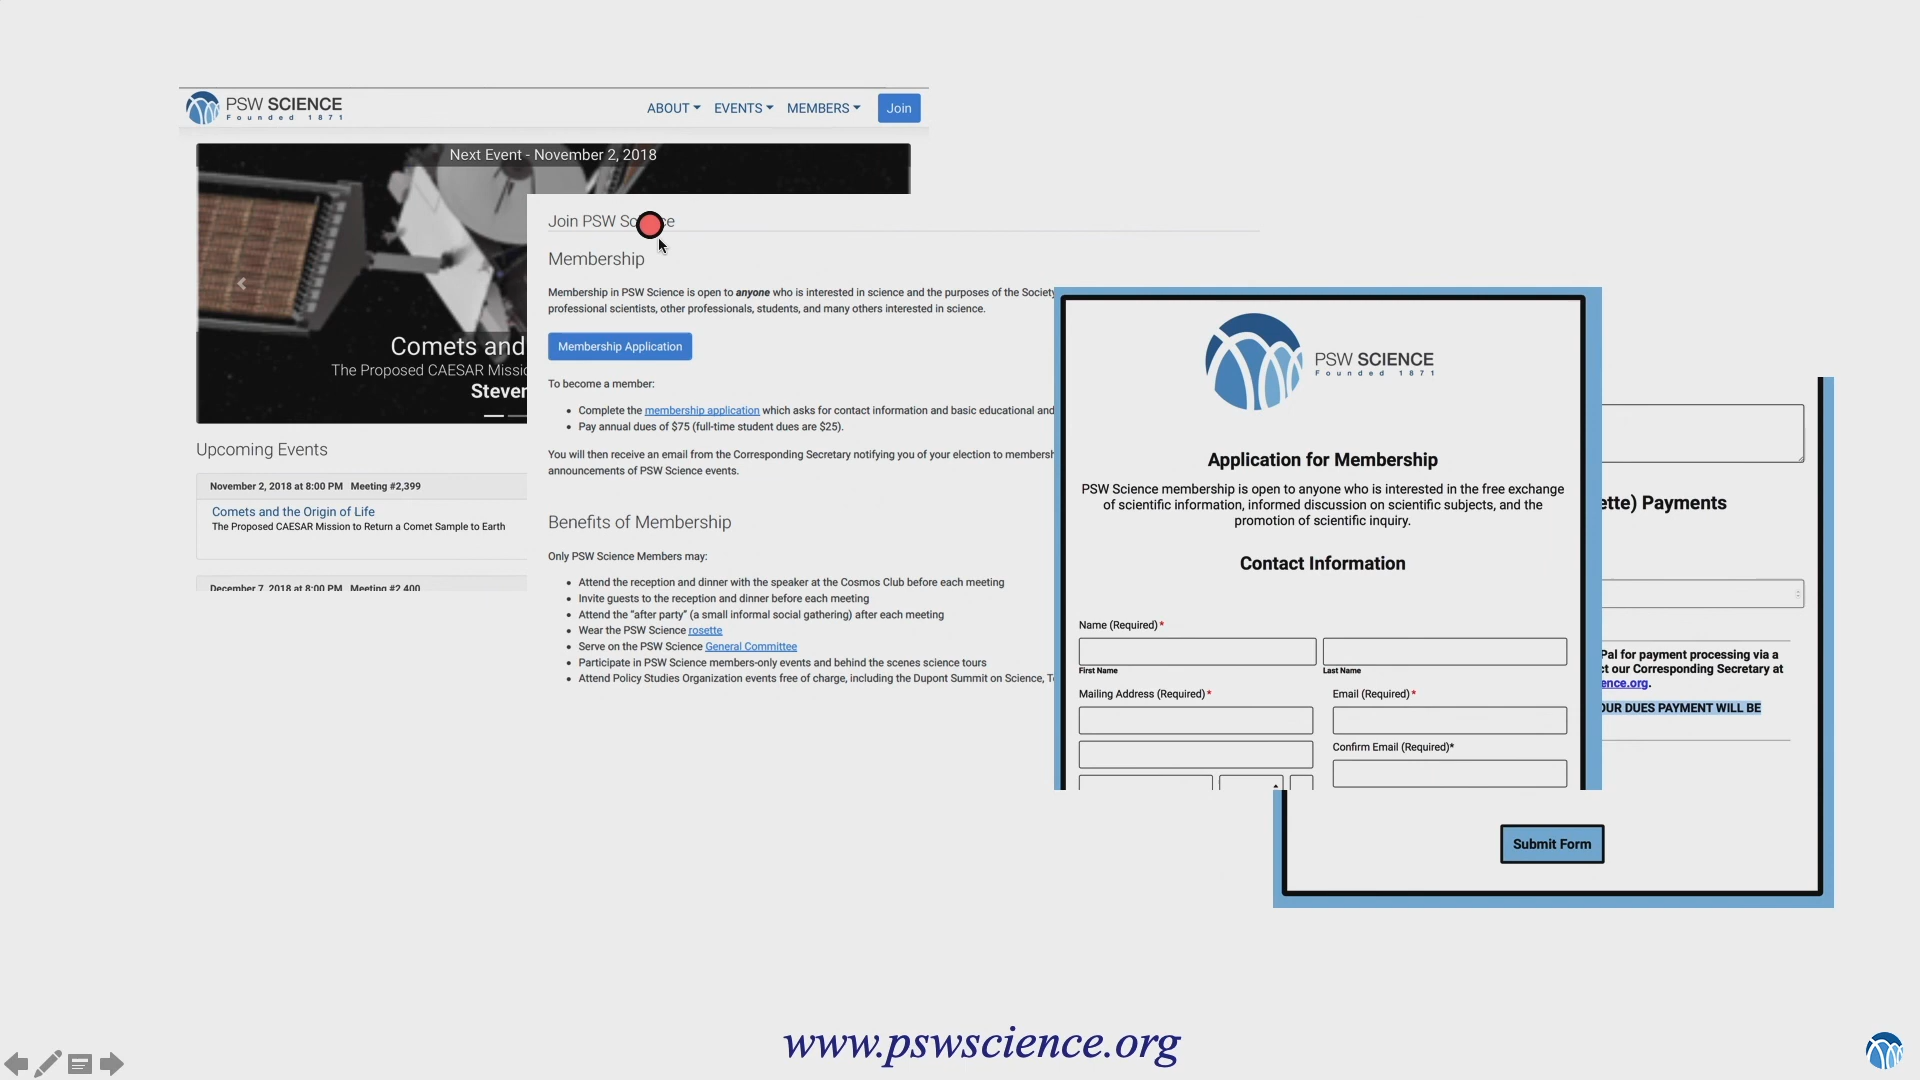 PSW SCIENCE
Founded 1871
ABOUT
EVENTS
MEMBERS
Join
Next Event - November 2, 2018
Comets and
The Proposed CAESAR Missio
Steven
Upcoming Events
November 2, 2018 at 8:00 PM Meeting #2,399
Comets and the Origin of Life
The Proposed CAESAR Mission to Return a Comet Sample to Earth
December 7, 2018 at 8:00 PM Meeting #2,400
Join PSW Science
Membership
Membership in PSW Science is open to anyone who is interested in science and the purposes of the Society
professional scientists, other professionals, students, and many others interested in science.
Membership Application
To become a member:
Complete the membership application which asks for contact information and basic educational and
Pay annual dues of $75 (full-time student dues are $25).
You will then receive an email from the Corresponding Secretary notifying you of your election to membersh
announcements of PSW Science events.
Benefits of Membership
Only PSW Science Members may:
Attend the reception and dinner with the speaker at the Cosmos Club before each meeting
Invite guests to the reception and dinner before each meeting
Attend the "after party" (a small informal social gathering) after each meeting
Wear the PSW Science rosette
Serve on the PSW Science General Committee
Participate in PSW Science members-only events and behind the scenes science tours
Attend Policy Studies Organization events free of charge, including the Dupont Summit on Science, T
PSW SCIENCE
Founded 1871
Application for Membership
PSW Science membership is open to anyone who is interested in the free exchange
of scientific information, informed discussion on scientific subjects, and the
promotion of scientific inquiry.
Contact Information
Name (Required)*
First Name
Last Name
Mailing Address (Required)*
Email (Required)*
Confirm Email (Required)*
ette) Payments
Pal for payment processing via a
ct our Corresponding Secretary at
ence.org.
OUR DUES PAYMENT WILL BE
Submit Form
www.pswscience.org